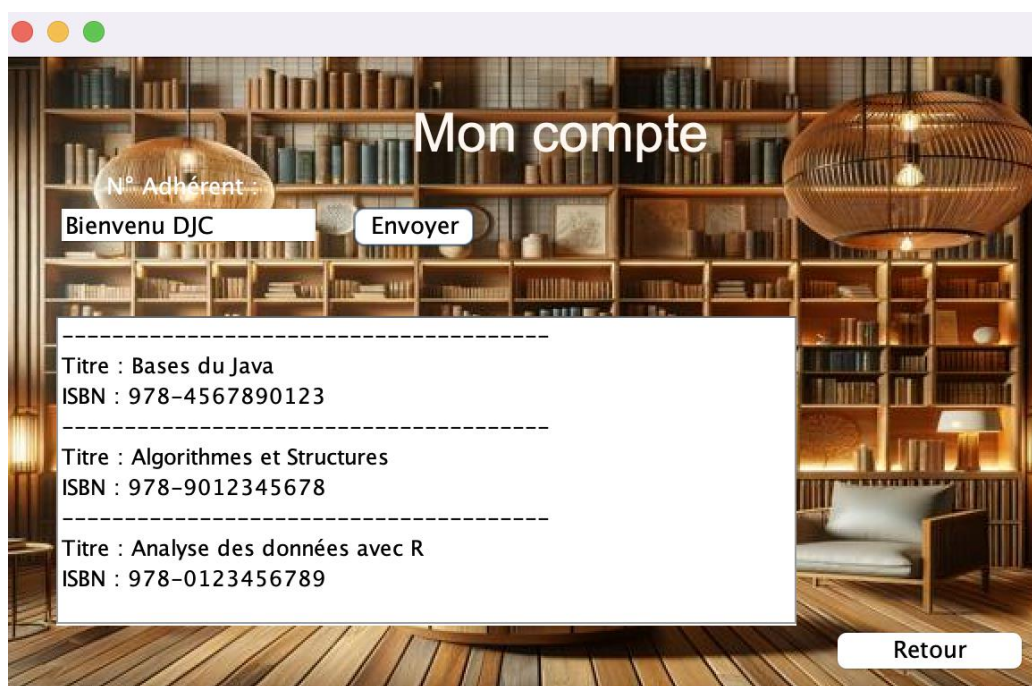 Mon compte
N° Adhérent :
Bienvenu DJC
Envoyer
---------------------------------------
Titre : Bases du Java
ISBN : 978-4567890123
---------------------------------------
Titre : Algorithmes et Structures
ISBN : 978-9012345678
---------------------------------------
Titre : Analyse des données avec R
ISBN : 978-0123456789
Retour